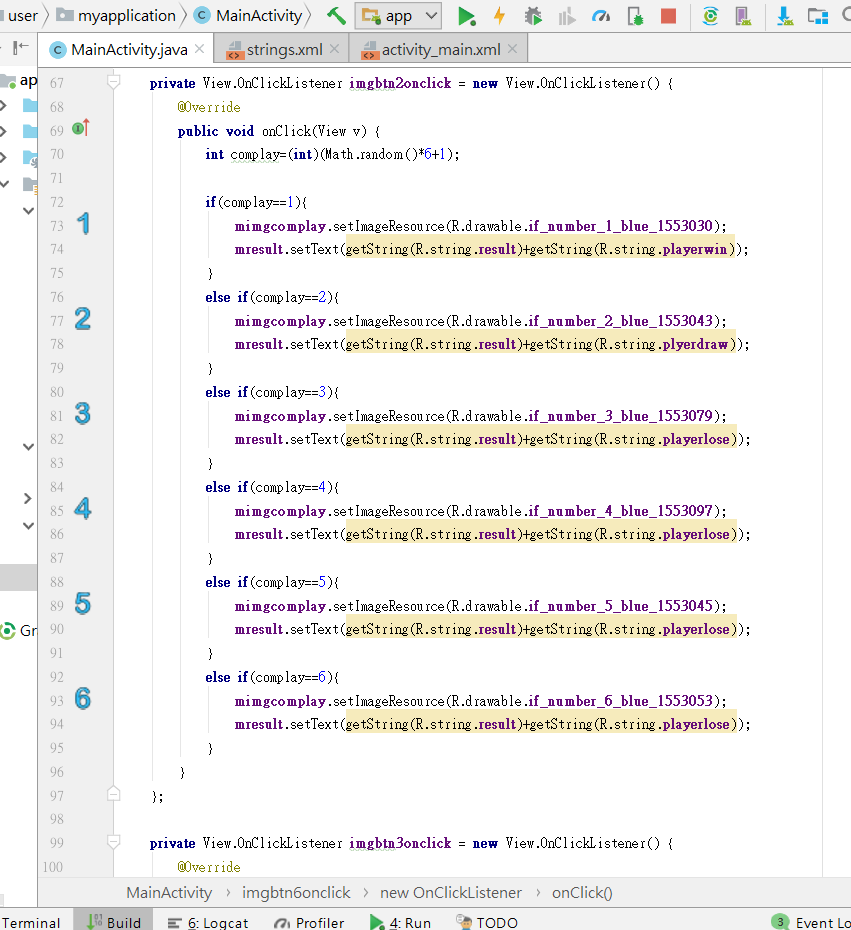 user myapplication MainActivity app
MainActivity.java strings.xml activity_main.xml
ap
67 private View.OnClickListener imgbtn2onclick = new View.OnClickListener() {
68 @Override
69 public void onClick(View v) {
70 int complay=(int)(Math.random()*6+1);
71
72 if(complay==1){
73 1 mimgcomplay.setImageResource(R.drawable.if_number_1_blue_1553030);
74 mresult.setText(getString(R.string.result)+getString(R.string.playerwin));
75 }
76 else if(complay==2){
77 2 mimgcomplay.setImageResource(R.drawable.if_number_2_blue_1553043);
78 mresult.setText(getString(R.string.result)+getString(R.string.plyerdraw));
79 }
80 else if(complay==3){
81 3 mimgcomplay.setImageResource(R.drawable.if_number_3_blue_1553079);
82 mresult.setText(getString(R.string.result)+getString(R.string.playerlose));
83 }
84 else if(complay==4){
85 4 mimgcomplay.setImageResource(R.drawable.if_number_4_blue_1553097);
86 mresult.setText(getString(R.string.result)+getString(R.string.playerlose));
87 }
88 else if(complay==5){
89 5 mimgcomplay.setImageResource(R.drawable.if_number_5_blue_1553045);
90 mresult.setText(getString(R.string.result)+getString(R.string.playerlose));
Gr
91 }
92 else if(complay==6){
93 6 mimgcomplay.setImageResource(R.drawable.if_number_6_blue_1553053);
94 mresult.setText(getString(R.string.result)+getString(R.string.playerlose));
95 }
96 }
97 };
98
99 private View.OnClickListener imgbtn3onclick = new View.OnClickListener() {
100 @Override
MainActivity › imgbtn6onclick › new OnClickListener › onClick()
Terminal Build 6: Logcat Profiler 4: Run TODO 3 Event Lo